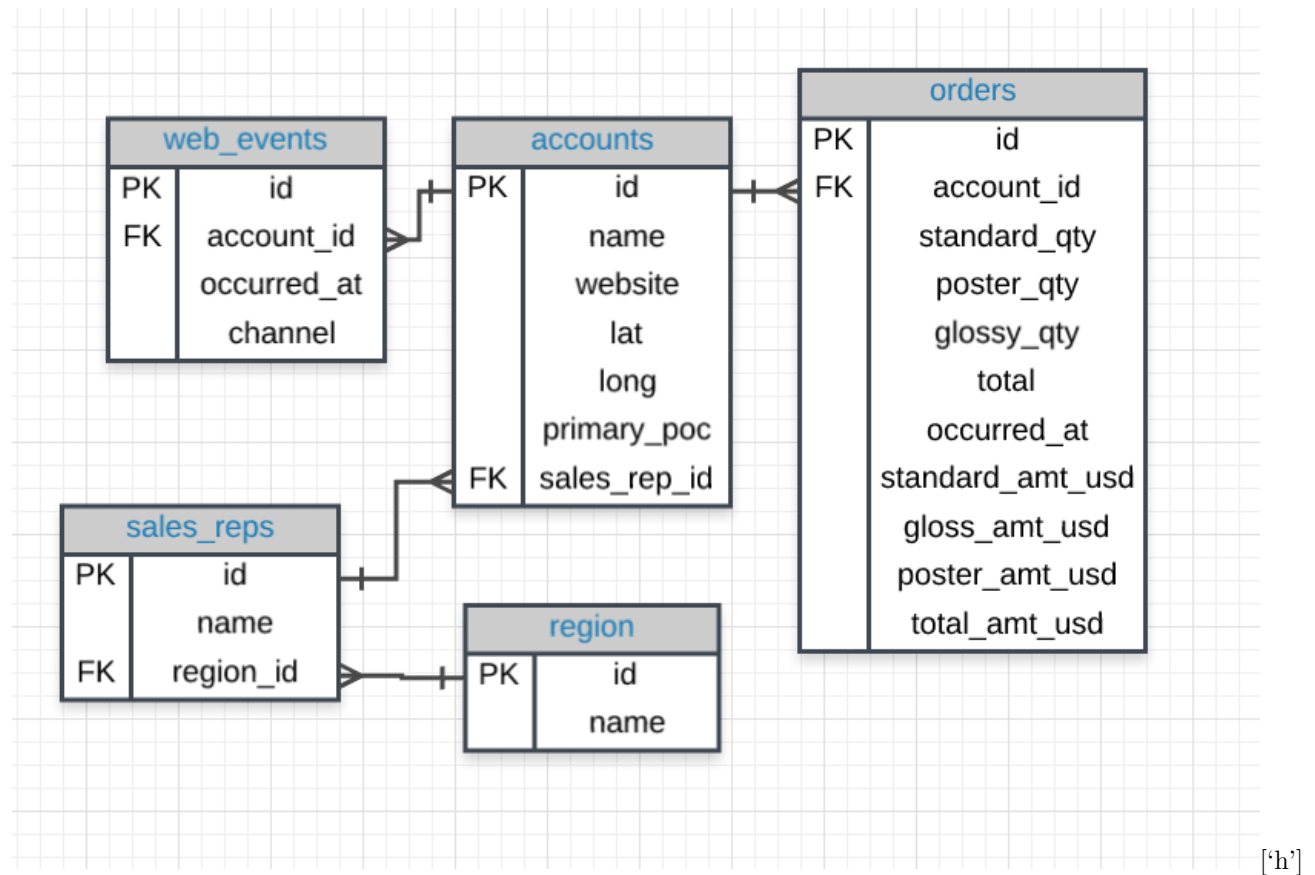 web_events
PK id
FK account_id
occurred_at
channel
accounts
PK id
name
website
lat
long
primary_poc
FK sales_rep_id
orders
PK id
FK account_id
standard_qty
poster_qty
glossy_qty
total
occurred_at
standard_amt_usd
gloss_amt_usd
poster_amt_usd
total_amt_usd
sales_reps
PK id
name
FK region_id
region
PK id
name
[‘h’]